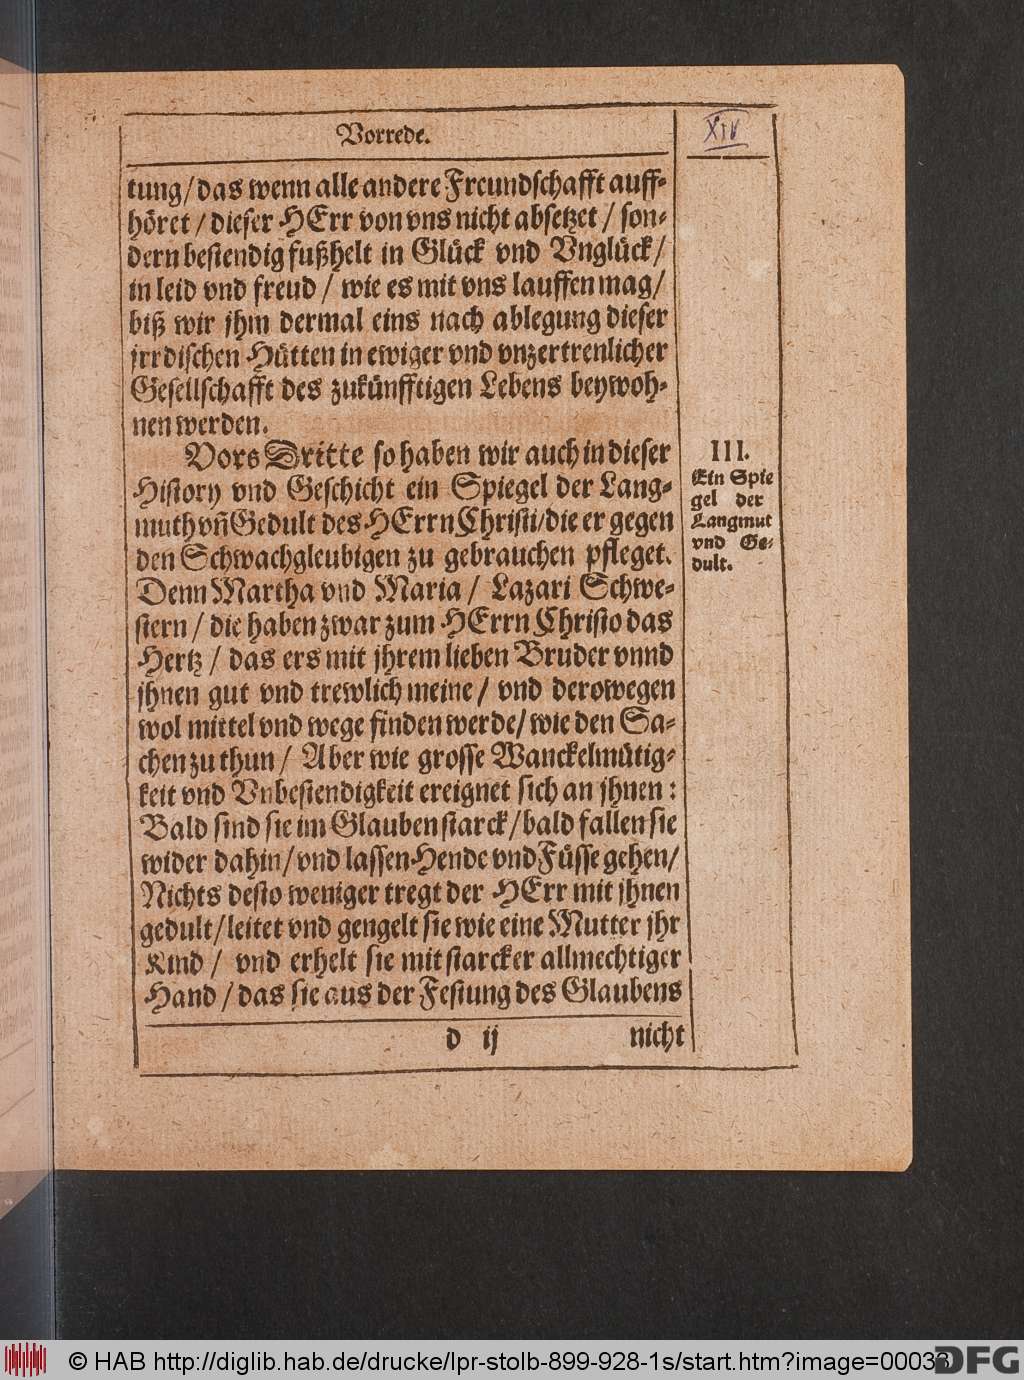 Vorrede.
XIV
tung/das wenn alle andere Freundschafft auff-
höret/dieser HErr von vns nicht absetzet/son-
dern bestendig fußhelt in Glück vnd Vnglück/
in leid vnd freud/wie es mit vns lauffen mag/
biß wir jhm dermal eins nach ablegung dieser
jrrdischen Hütten in ewiger vnd vnzertrenlicher
Gesellschafft des zukünfftigen Lebens beywoh-
nen werden.
Vors Dritte so haben wir auch in dieser
History vnd Geschicht ein Spiegel der Lang-
muth vñ Gedult des HErrn Christi/die er gegen
den Schwachgleubigen zu gebrauchen pfleget.
Denn Martha vnd Maria/Lazari Schwe-
stern/die haben zwar zum HErrn Christo das
Hertz/das ers mit jhrem lieben Bruder vnnd
jhnen gut vnd trewlich meine/vnd derowegen
wol mittel vnd wege finden werde/wie den Sa-
chen zu thun/Aber wie grosse Wanckelmütig-
keit vnd Vnbestendigkeit ereignet sich an jhnen:
Bald sind sie im Glauben starck/bald fallen sie
wider dahin/vnd lassen Hende vnd Füsse gehen/
Nichts desto weniger tregt der HErr mit jhnen
gedult/leitet vnd gengelt sie wie eine Mutter jhr
Kind/vnd erhelt sie mit starcker allmechtiger
Hand/das sie aus der Festung des Glaubens
d ij nicht
III.
Ein Spie
gel der
Langmut
vnd Ge-
dult.
© HAB http://diglib.hab.de/drucke/lpr-stolb-899-928-1s/start.htm?image=00033
DFG